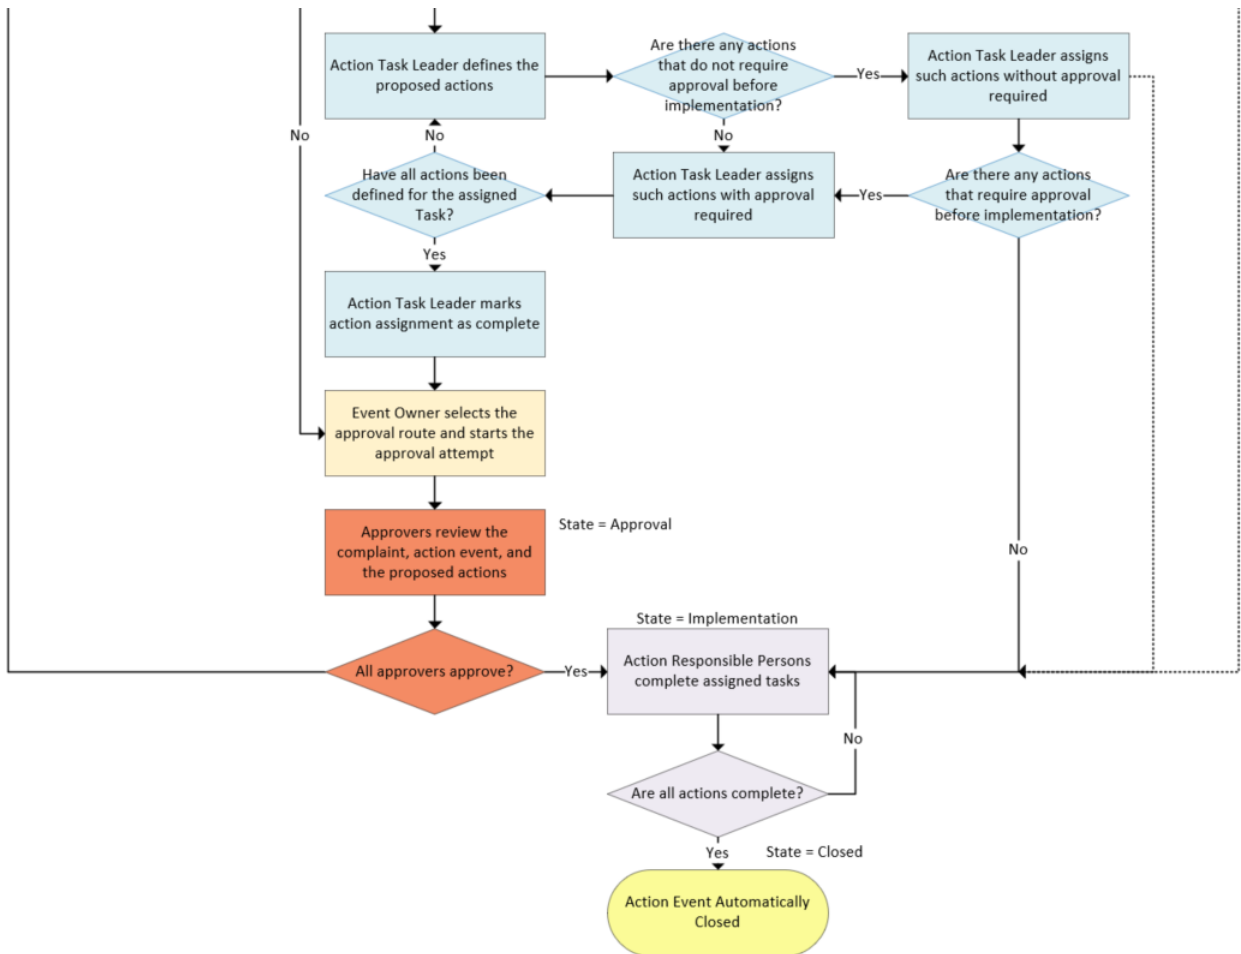 Action Task Leader defines the
proposed actions
Are there any actions
that do not require
approval before
implementation?
Yes
Action Task Leader assigns
such actions without approval
required
No
No
No
Have all actions been
defined for the assigned
Task?
Action Task Leader assigns
such actions with approval
required
Yes
Are there any actions
that require approval
before implementation?
Yes
Action Task Leader marks
action assignment as complete
Event Owner selects the
approval route and starts the
approval attempt
Approvers review the
complaint, action event, and
the proposed actions
State = Approval
No
State = Implementation
All approvers approve?
Yes
Action Responsible Persons
complete assigned tasks
No
Are all actions complete?
Yes
State = Closed
Action Event Automatically
Closed